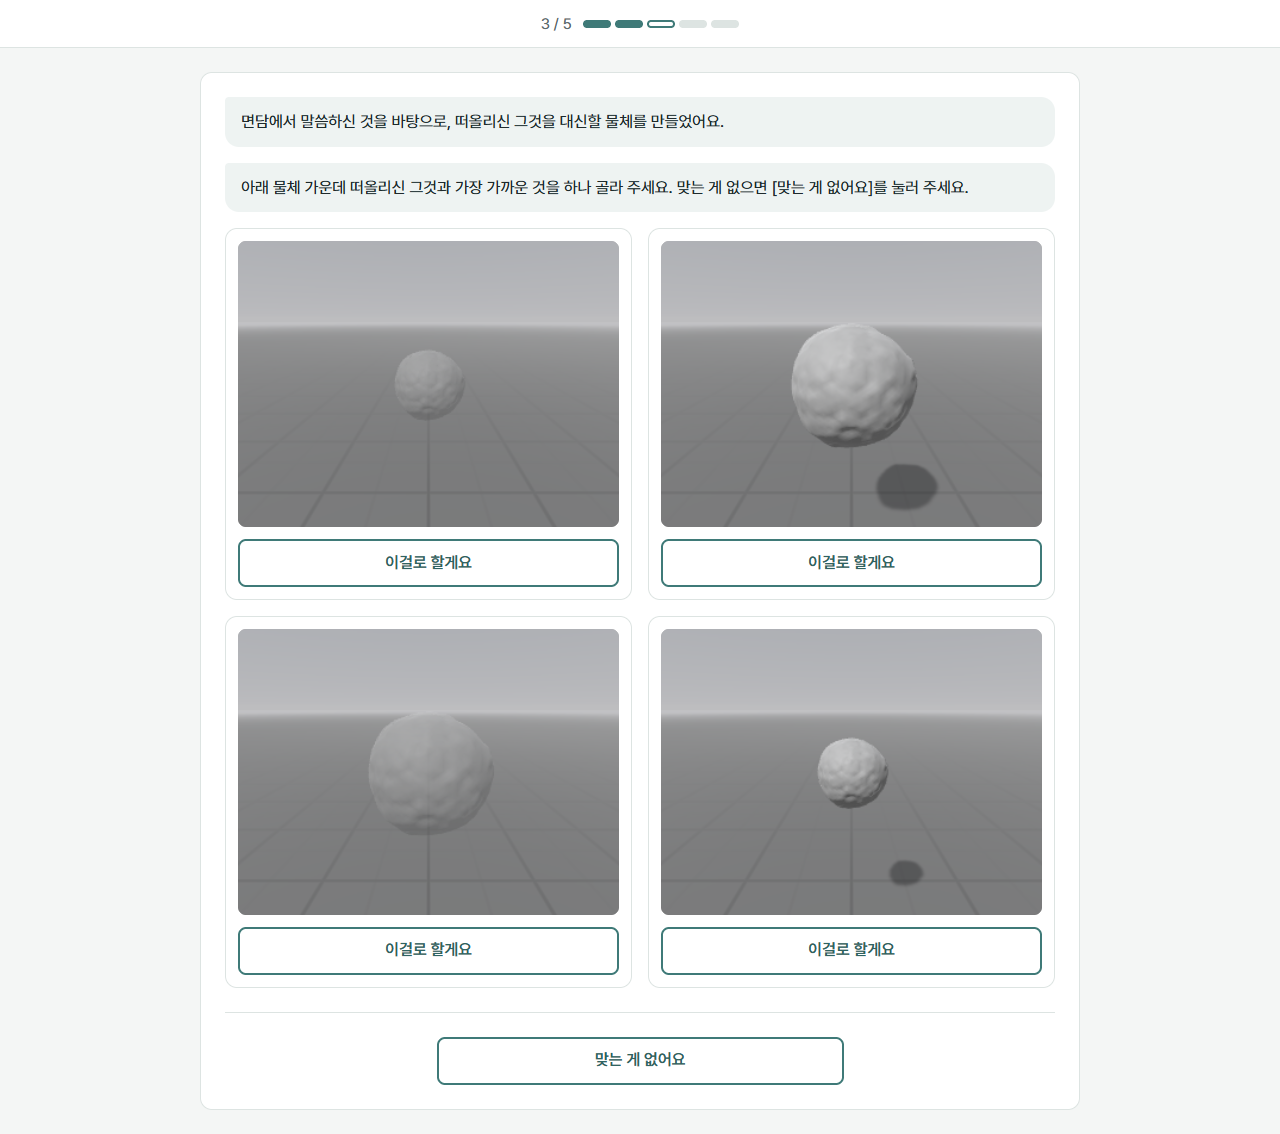 3 / 5
면담에서 말씀하신 것을 바탕으로, 떠올리신 그것을 대신할 물체를 만들었어요.
아래 물체 가운데 떠올리신 그것과 가장 가까운 것을 하나 골라 주세요. 맞는 게 없으면 [맞는 게 없어요]를 눌러 주세요.
이걸로 할게요
이걸로 할게요
이걸로 할게요
이걸로 할게요
맞는 게 없어요